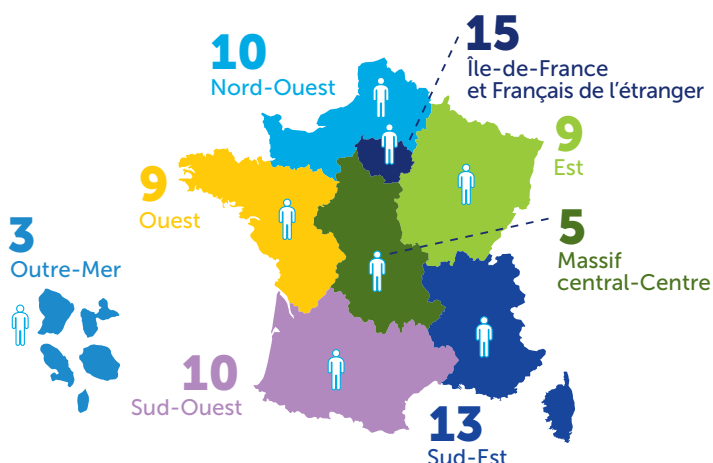 15
Île-de-France
et Français de l'étranger
10
Nord-Ouest
9
Est
9
Ouest
5
Massif
central-Centre
3
Outre-Mer
10
Sud-Ouest
13
Sud-Est